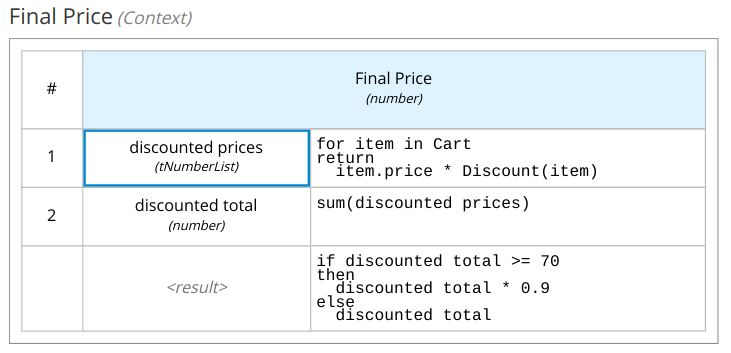 Final Price (Context)
#
Final Price
(number)
1
discounted prices
(tNumberList)
for item in Cart
return
item.price * Discount(item)
2
discounted total
(number)
sum(discounted prices)
<result>
if discounted total >= 70
then
discounted total * 0.9
else
discounted total